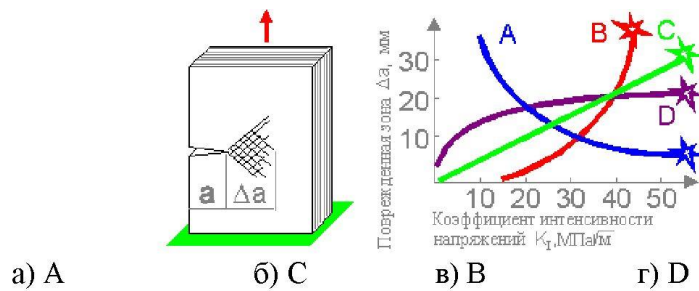 a
Δa
Поврежденная зона Δa, мм
30
20
10
A
B
C
D
10 20 30 40 50
Коэффициент интенсивности
напряжений K_I, МПа√м
а) A б) C в) B г) D